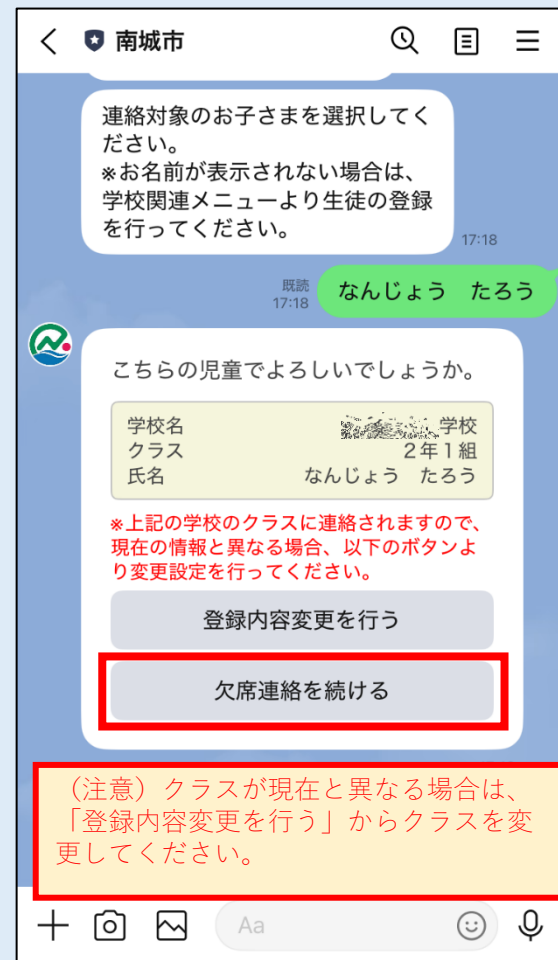 南城市
連絡対象のお子さまを選択してく
ださい。
※お名前が表示されない場合は、
学校関連メニューより生徒の登録
を行ってください。
17:18
既読
17:18
なんじょう　たろう
こちらの児童でよろしいでしょうか。
学校名 学校
クラス ２年１組
氏名 なんじょう　たろう
※上記の学校のクラスに連絡されますので、
現在の情報と異なる場合、以下のボタンよ
り変更設定を行ってください。
登録内容変更を行う
欠席連絡を続ける
（注意）クラスが現在と異なる場合は、
「登録内容変更を行う」からクラスを変
更してください。
Aa